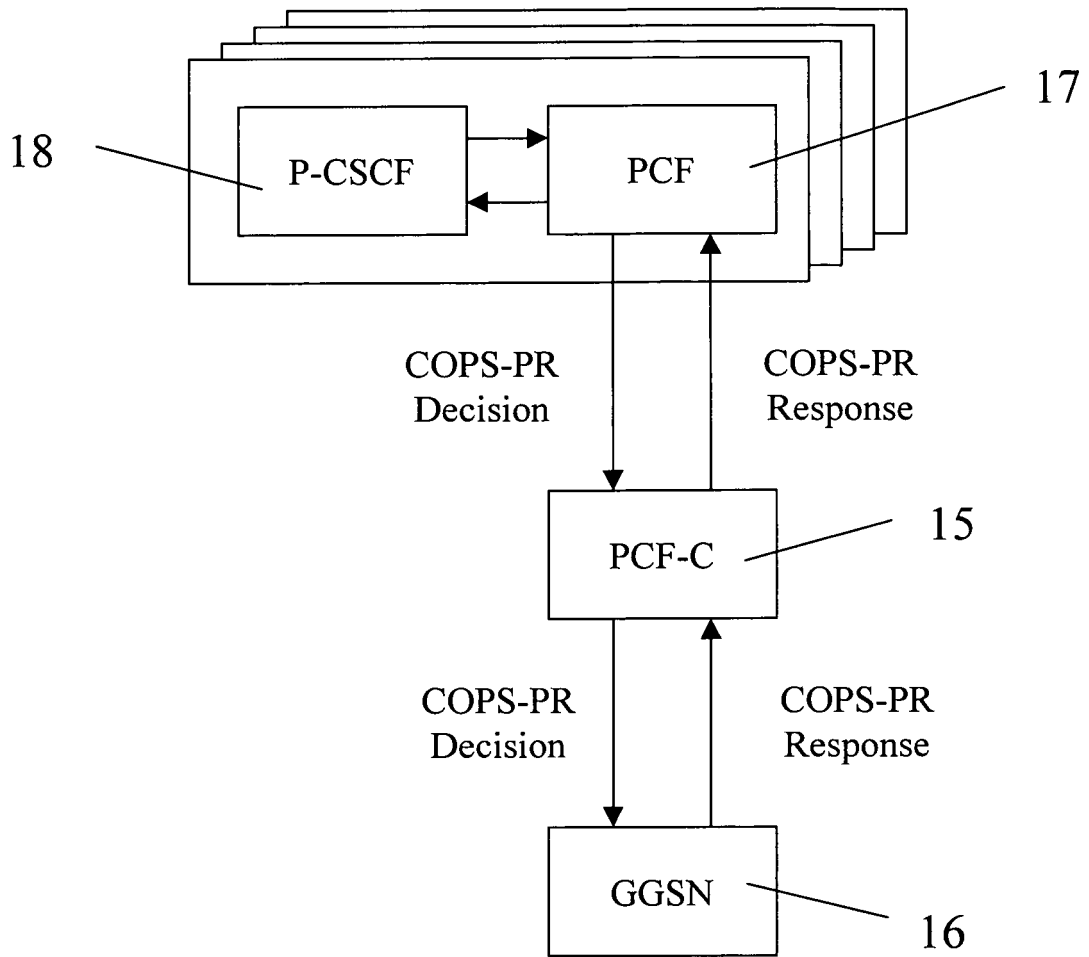 17
18
P-CSCF
PCF
COPS-PR
Decision
COPS-PR
Response
15
PCF-C
COPS-PR
Decision
COPS-PR
Response
GGSN
16